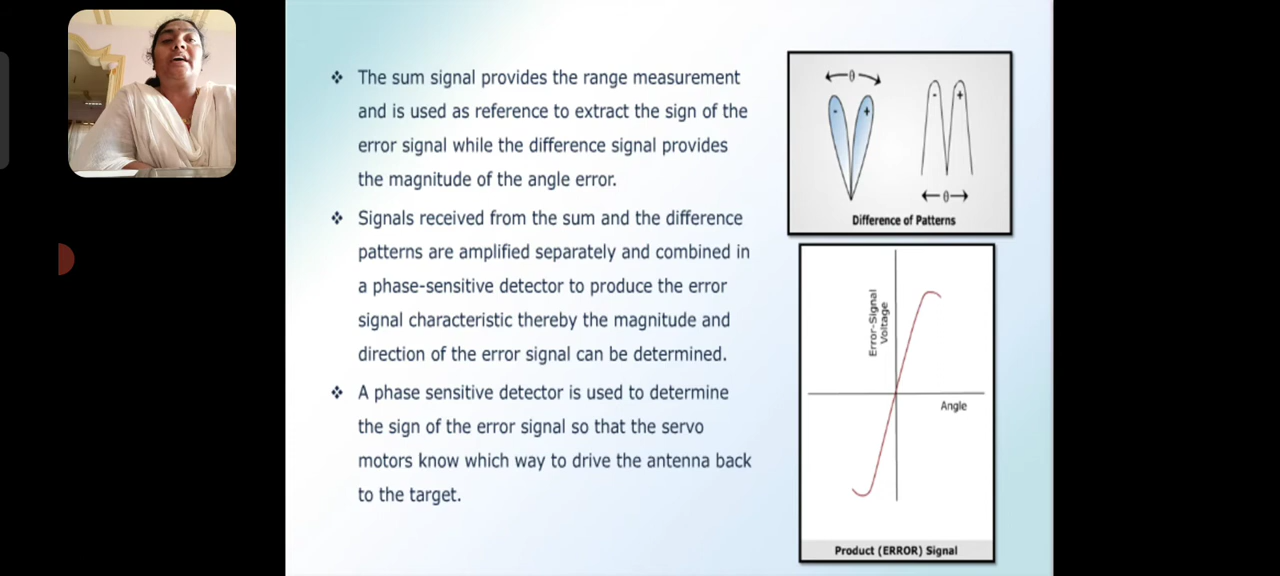 ❖ The sum signal provides the range measurement
and is used as reference to extract the sign of the
error signal while the difference signal provides
the magnitude of the angle error.
❖ Signals received from the sum and the difference
patterns are amplified separately and combined in
a phase-sensitive detector to produce the error
signal characteristic thereby the magnitude and
direction of the error signal can be determined.
❖ A phase sensitive detector is used to determine
the sign of the error signal so that the servo
motors know which way to drive the antenna back
to the target.
θ
- +
- +
θ
Difference of Patterns
Error-Signal
Voltage
Angle
Product (ERROR) Signal